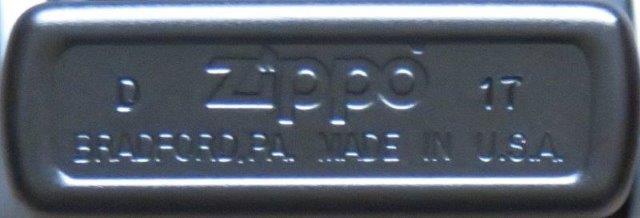 D Zippo 17
BRADFORD, PA. MADE IN U.S.A.